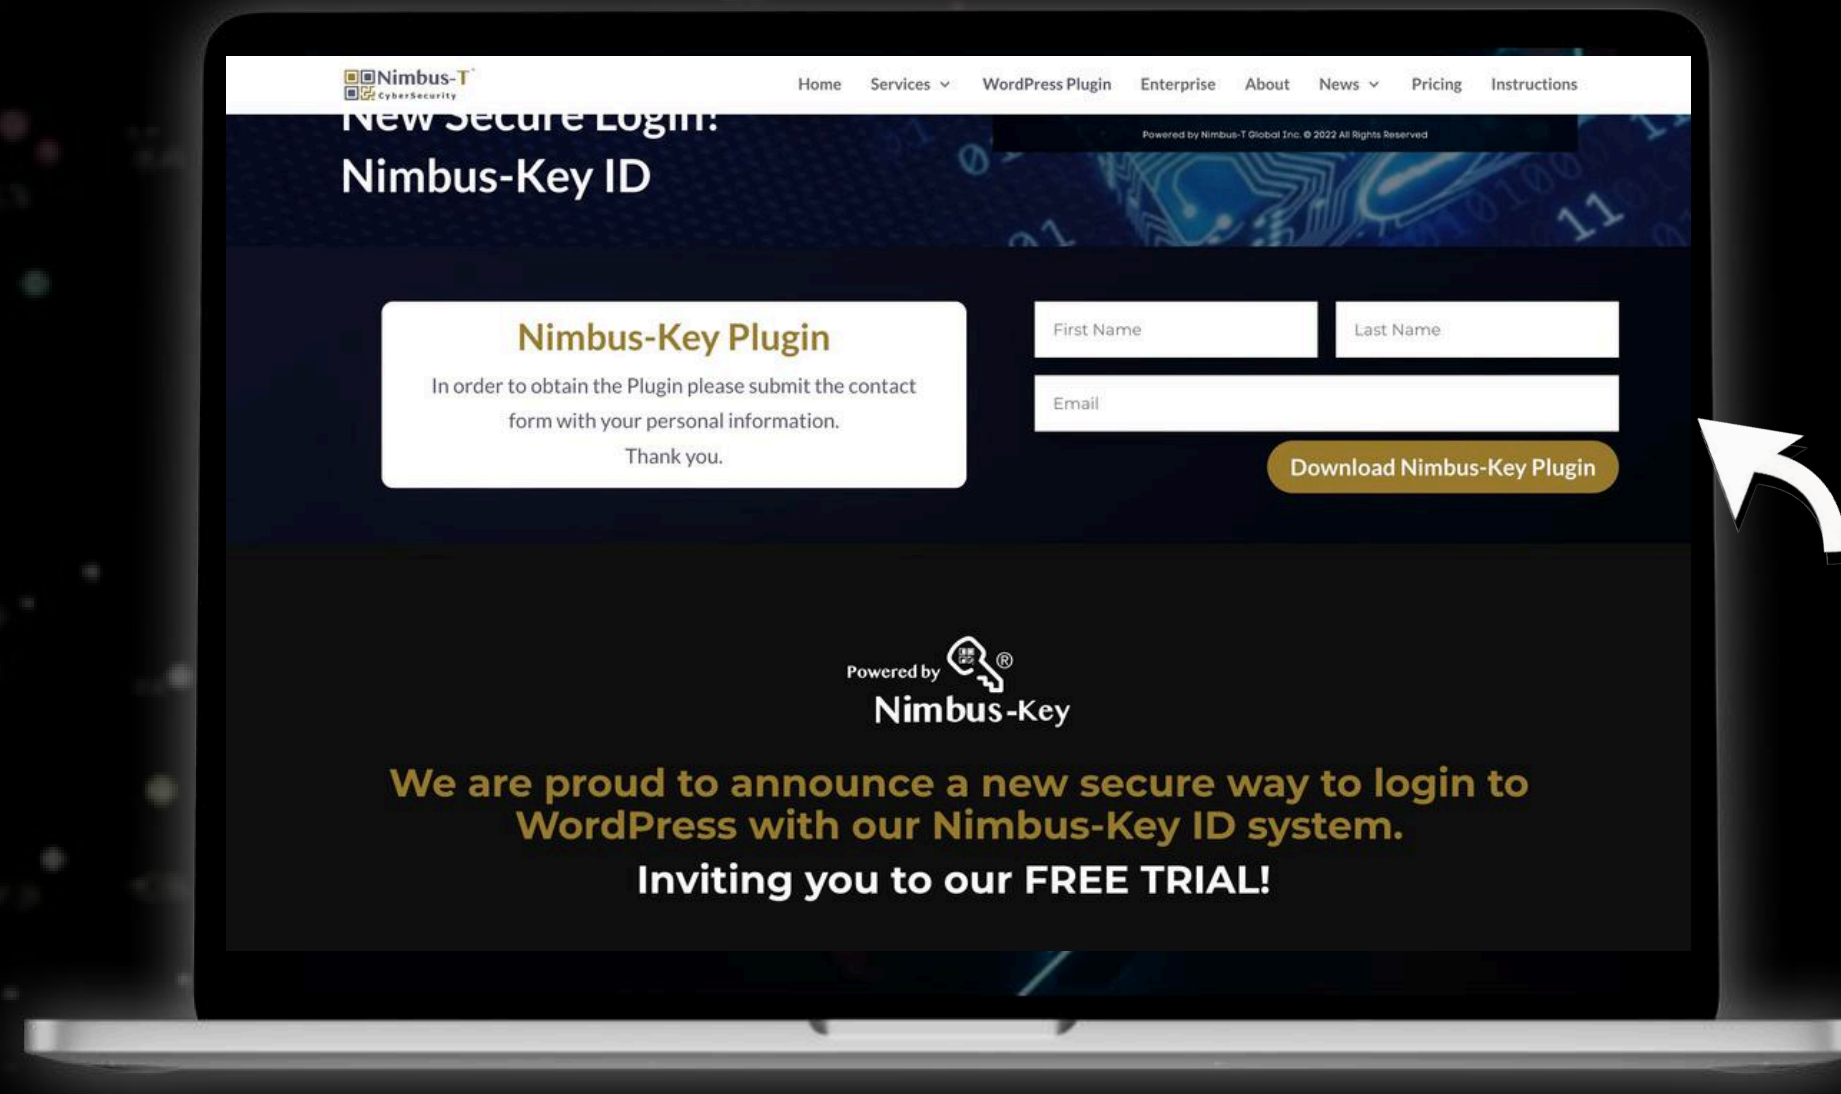 Nimbus-T
CyberSecurity
Home Services WordPress Plugin Enterprise About News Pricing Instructions
New Secure Login!
Nimbus-Key ID
Powered by Nimbus-T Global Inc. © 2022 All Rights Reserved
01
11
Nimbus-Key Plugin
In order to obtain the Plugin please submit the contact
form with your personal information.
Thank you.
First Name
Last Name
Email
Download Nimbus-Key Plugin
Powered by ®
Nimbus-Key
We are proud to announce a new secure way to login to
WordPress with our Nimbus-Key ID system.
Inviting you to our FREE TRIAL!